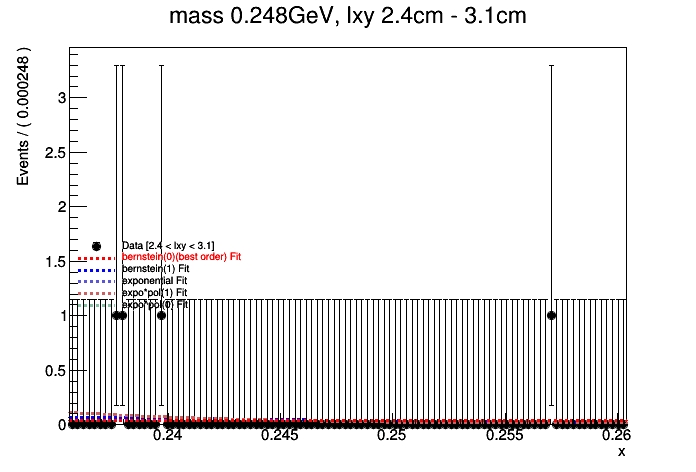 mass 0.248GeV, lxy 2.4cm - 3.1cm
Events / ( 0.000248 )
3
2.5
2
1.5
1
0.5
0
Data [2.4 < lxy < 3.1]
bernstein(0)(best order) Fit
bernstein(1) Fit
exponential Fit
expo*pol(1) Fit
expo*pol(0) Fit
0.24 0.245 0.25 0.255 0.26
x